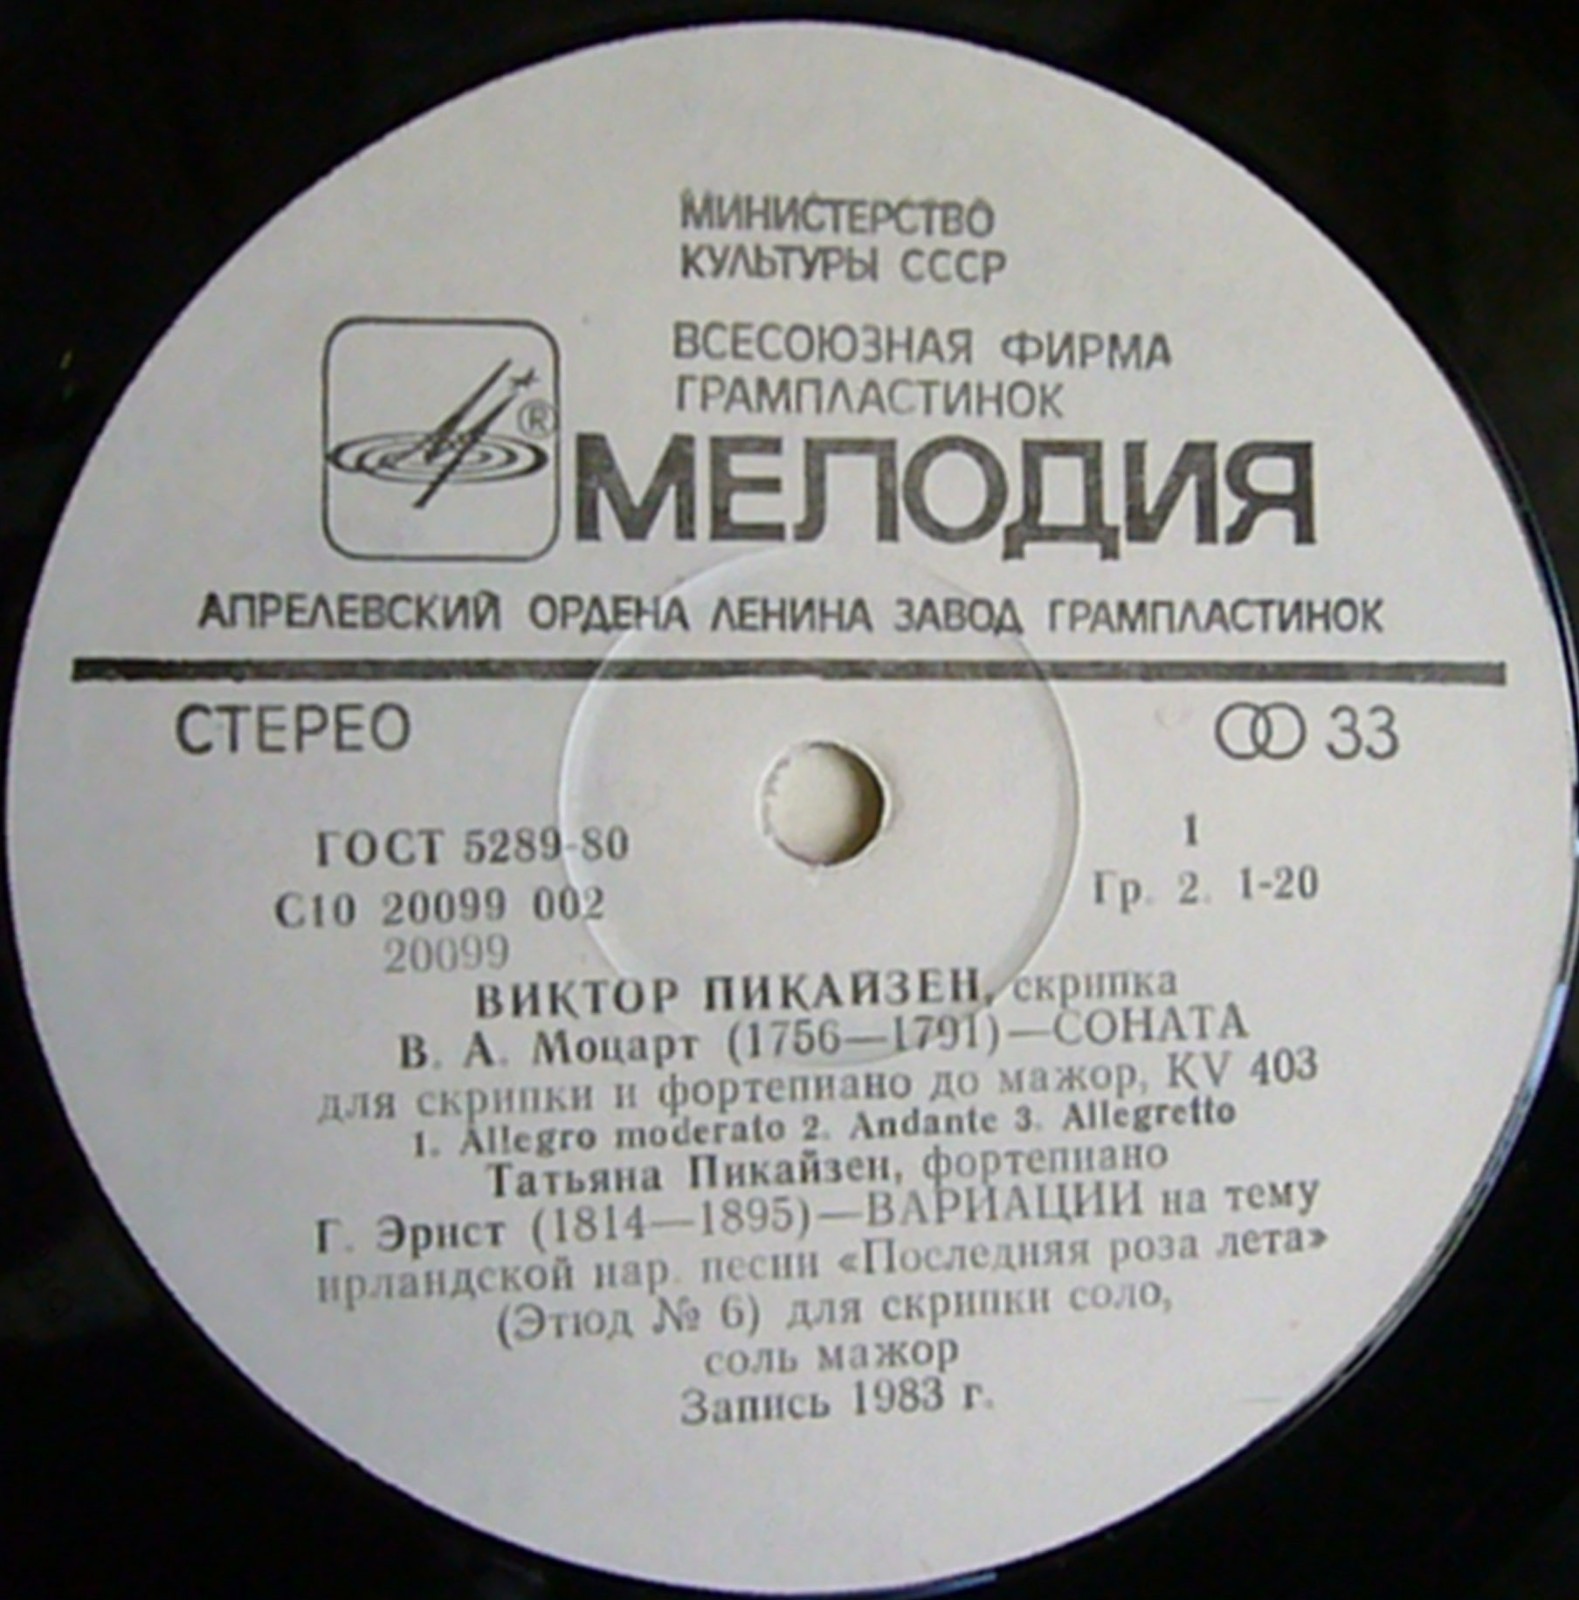 МИНИСТЕРСТВО
КУЛЬТУРЫ СССР
ВСЕСОЮЗНАЯ ФИРМА
ГРАМПЛАСТИНОК
®
МЕЛОДИЯ
АПРЕЛЕВСКИЙ ОРДЕНА ЛЕНИНА ЗАВОД ГРАМПЛАСТИНОК
СТЕРЕО 33
ГОСТ 5289-80 1
С10 20099 002 Гр. 2. 1-20
20099
ВИКТОР ПИКАЙЗЕН, скрипка
В. А. Моцарт (1756—1791)—СОНАТА
для скрипки и фортепиано до мажор, KV 403
1. Allegro moderato 2. Andante 3. Allegretto
Татьяна Пикайзен, фортепиано
Г. Эрнст (1814—1895)—ВАРИАЦИИ на тему
ирландской нар. песни «Последняя роза лета»
(Этюд № 6) для скрипки соло,
соль мажор
Запись 1983 г.